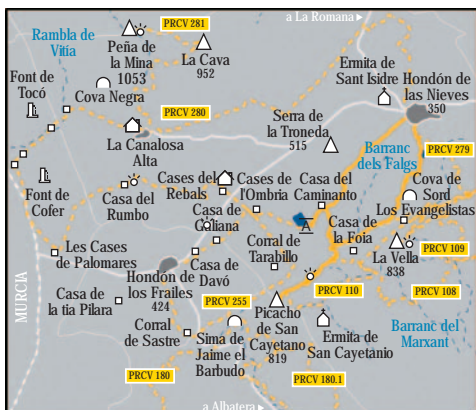 a La Romana
PRCV 281
Rambla de
Vitía
Peña de
la Mina
1053
La Cava
952
Ermita de
Sant Isidre
Hondón de
las Nieves
350
Font de
Tocó
Cova Negra
PRCV 280
Serra de
la Troneda
515
La Canalosa
Alta
Barranc
dels Falgs
PRCV 279
Font de
Cofer
Casa del
Rumbo
Cases del
Rebals
Cases de
l'Ombria
Casa del
Caminanto
Cova de
Sord
Los Evangelistas
Casa de
Galiana
Casa de
la Foia
PRCV 109
Les Cases
de Palomares
Corral de
Tarabillo
La Vella
838
Casa de
Davó
Hondón de
los Frailes
424
PRCV 110
PRCV 108
MURCIA
Casa de
la tia Pilara
PRCV 255
Picacho de
San
Cayetano
819
Barranc del
Marxant
Corral
de Sastre
Sima de
Jaime el
Barbudo
Ermita de
San Cayetanio
PRCV 180
PRCV 180.1
a Albatera